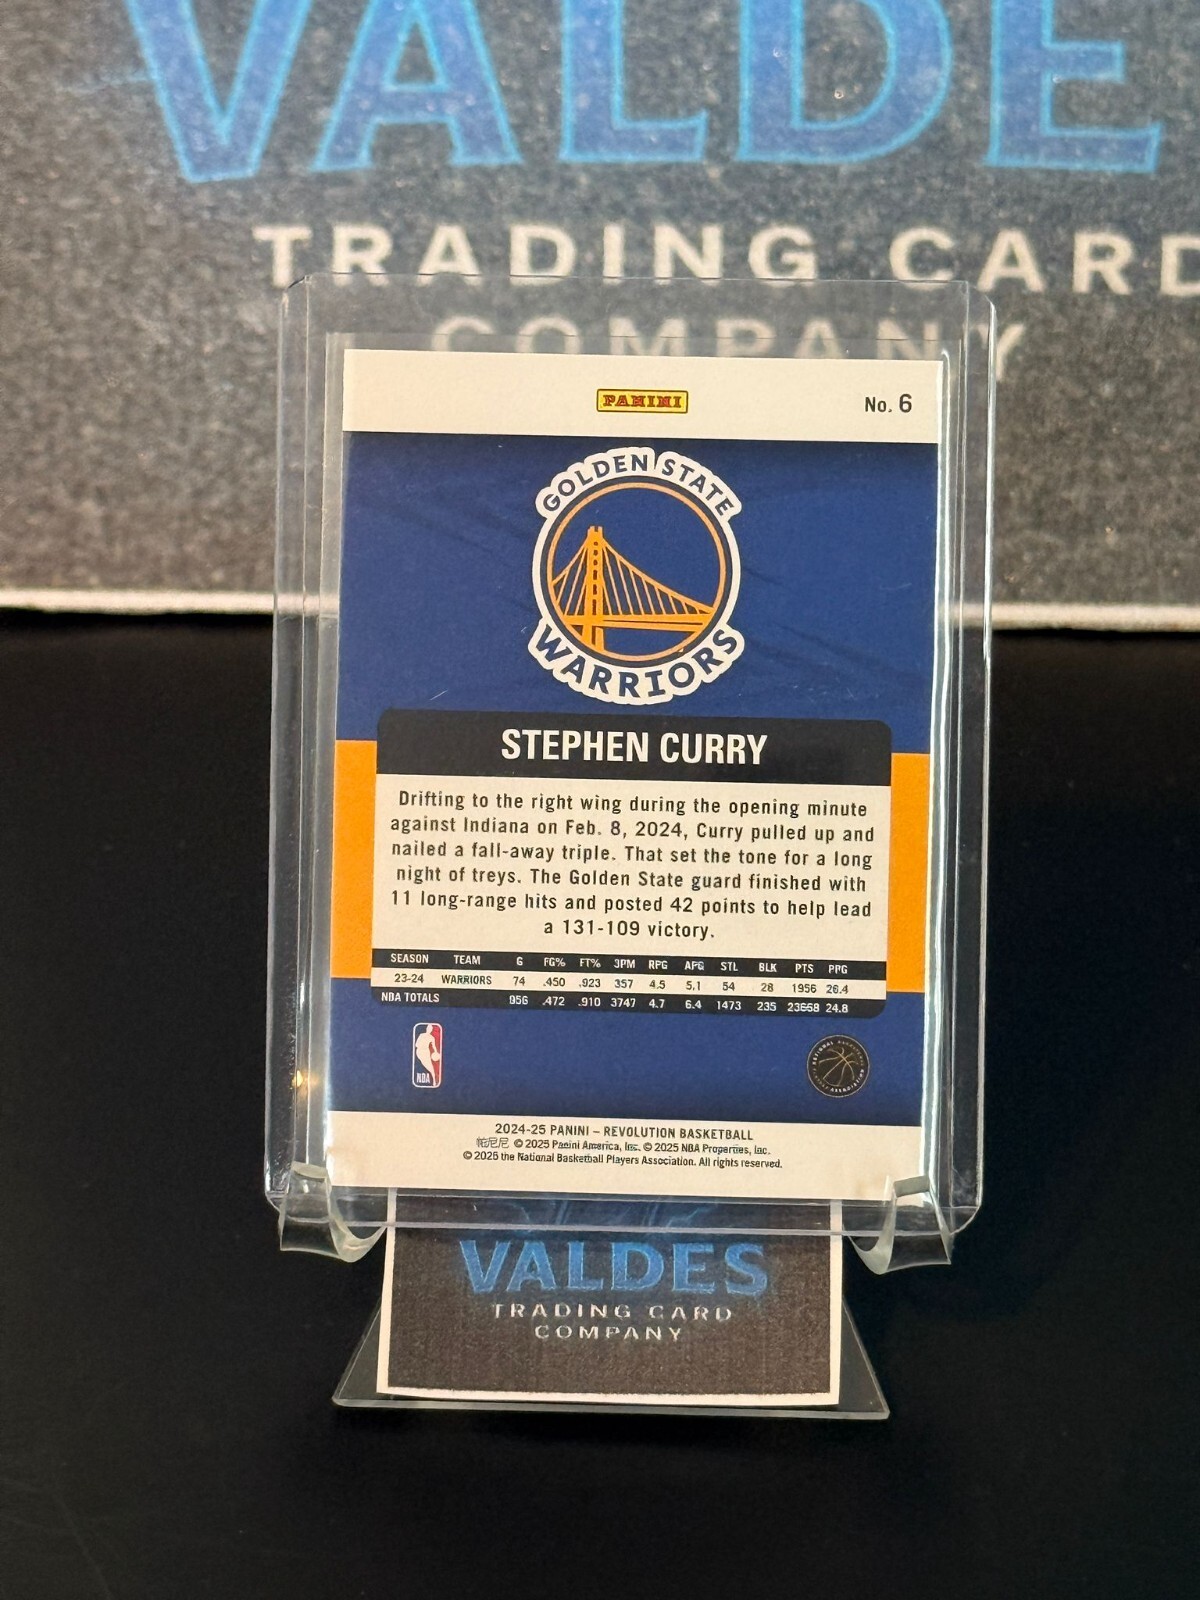 VALDE
TRADING CARD
COMPANY
PANINI
No. 6
GOLDEN STATE
WARRIORS
STEPHEN CURRY
Drifting to the right wing during the opening minute
against Indiana on Feb. 8, 2024, Curry pulled up and
nailed a fall-away triple. That set the tone for a long
night of treys. The Golden State guard finished with
11 long-range hits and posted 42 points to help lead
a 131-109 victory.
SEASON TEAM G FG% FT% 3PM RPG APG STL BLK PTS PPG
23-24 WARRIORS 74 .450 .923 357 4.5 5.1 54 28 1956 26.4
NBA TOTALS 956 .472 .910 3747 4.7 6.4 1473 235 23668 24.8
NBA
NATIONAL BASKETBALL
PLAYERS ASSOCIATION
2024-25 PANINI – REVOLUTION BASKETBALL
帕尼尼 © 2025 Panini America, Inc. © 2025 NBA Properties, Inc.
© 2025 the National Basketball Players Association. All rights reserved.
VALDES
TRADING CARD
COMPANY